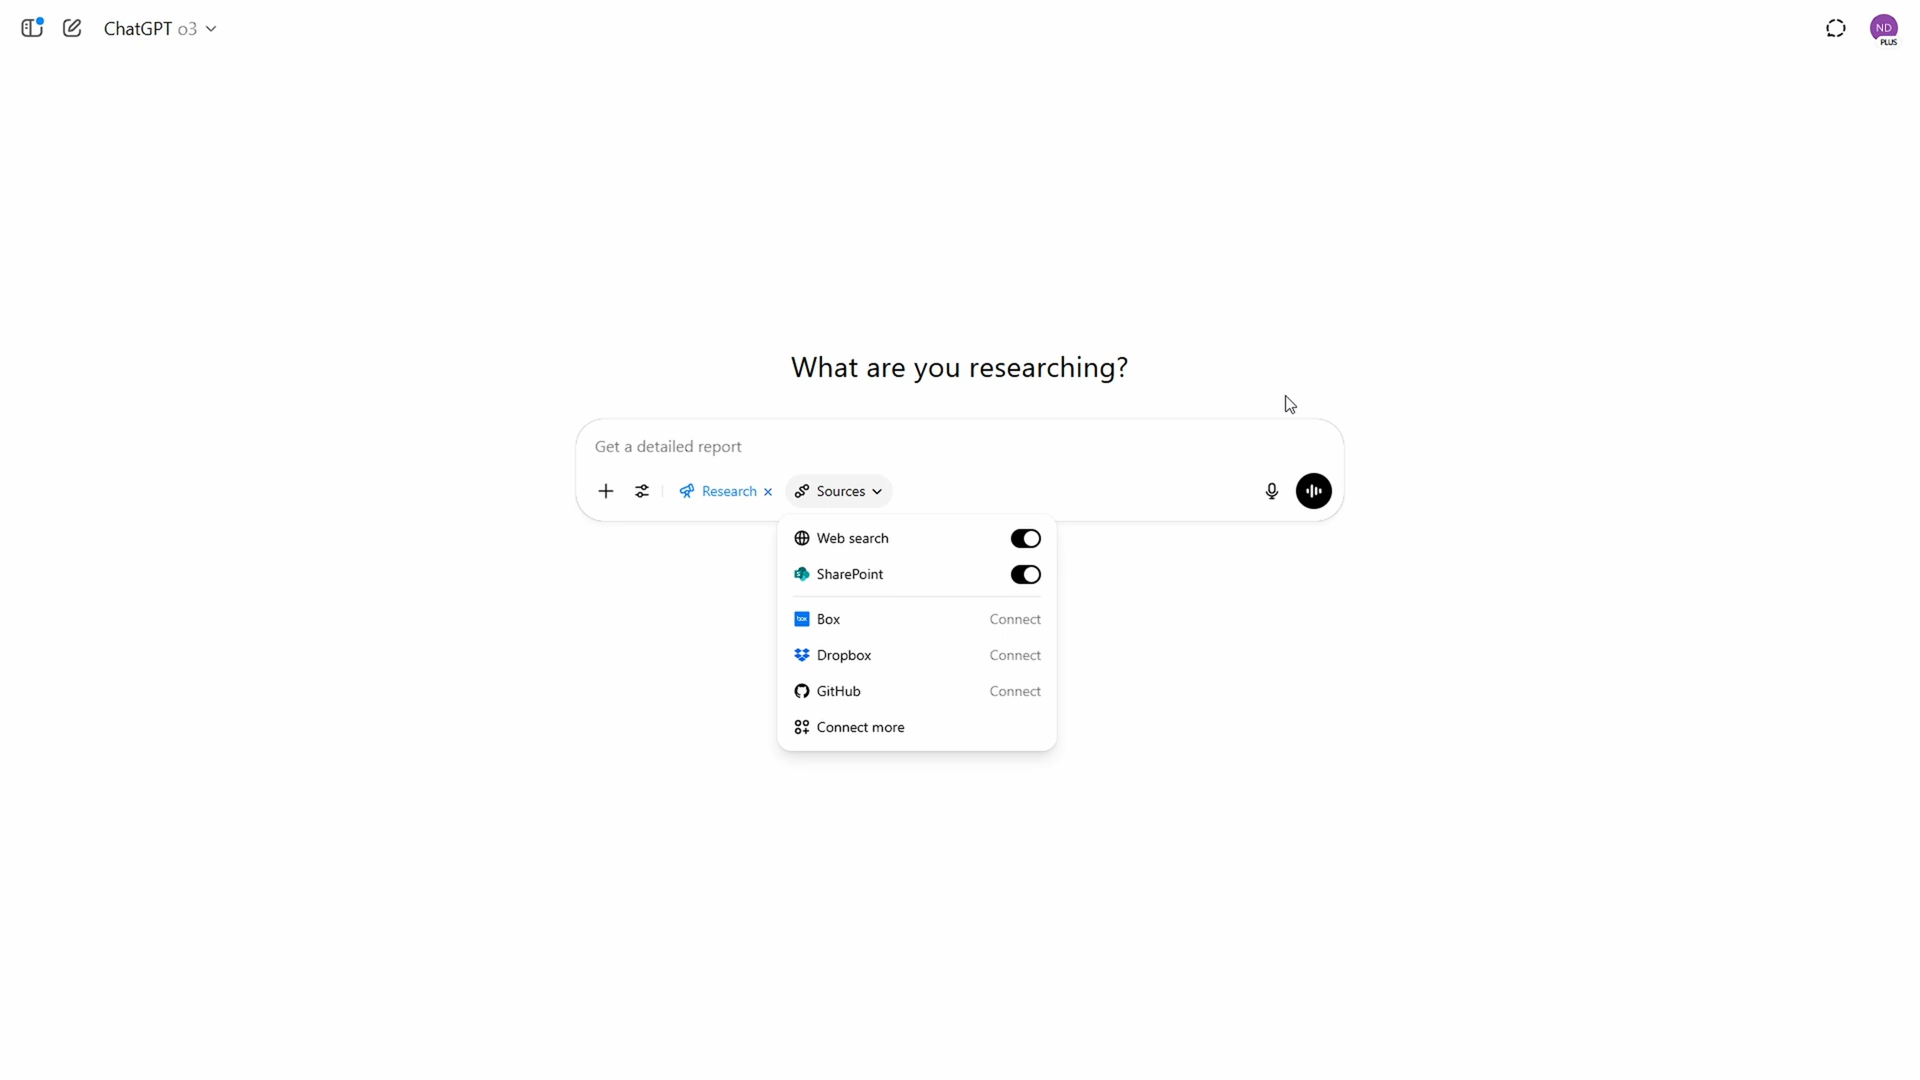 ChatGPT o3
ND
PLUS
What are you researching?
Get a detailed report
Research
Sources
Web search
SharePoint
box Box Connect
Dropbox Connect
GitHub Connect
Connect more